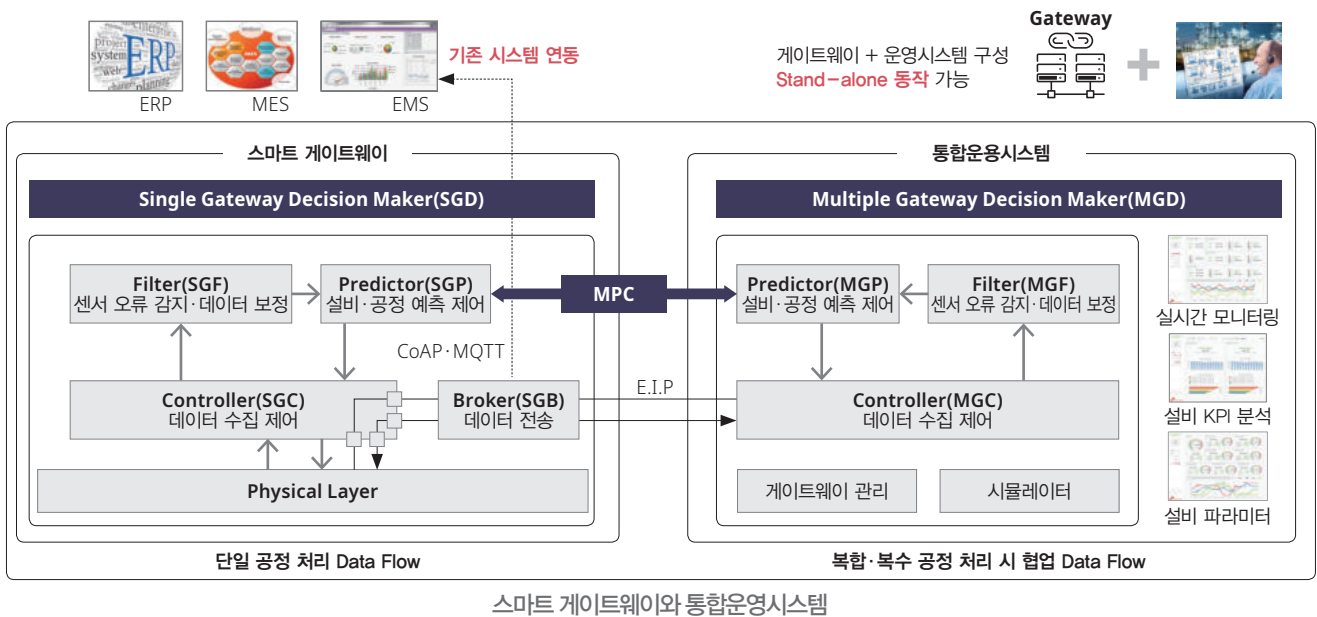 ERP
MES
EMS
기존 시스템 연동
게이트웨이 + 운영시스템 구성
Stand-alone 동작 가능
Gateway
스마트 게이트웨이
Single Gateway Decision Maker(SGD)
Filter(SGF)
센서 오류 감지·데이터 보정
Predictor(SGP)
설비·공정 예측 제어
CoAP·MQTT
Controller(SGC)
데이터 수집 제어
Broker(SGB)
데이터 전송
Physical Layer
단일 공정 처리 Data Flow
MPC
E.I.P
통합운용시스템
Multiple Gateway Decision Maker(MGD)
Predictor(MGP)
설비·공정 예측 제어
Filter(MGF)
센서 오류 감지·데이터 보정
Controller(MGC)
데이터 수집 제어
게이트웨이 관리
시뮬레이터
실시간 모니터링
설비 KPI 분석
설비 파라미터
복합·복수 공정 처리 시 협업 Data Flow
스마트 게이트웨이와 통합운영시스템